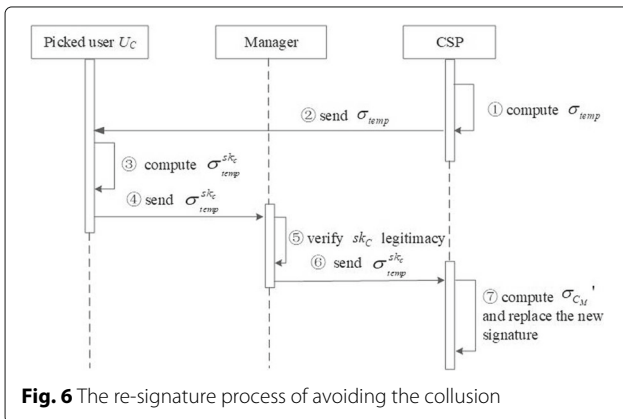 Picked user U_C
Manager
CSP
① compute σ_temp
② send σ_temp
③ compute σ_temp^{sk_c}
④ send σ_temp^{sk_c}
⑤ verify sk_C legitimacy
⑥ send σ_temp^{sk_c}
⑦ compute σ_{C_M}'
and replace the new
signature
Fig. 6 The re-signature process of avoiding the collusion